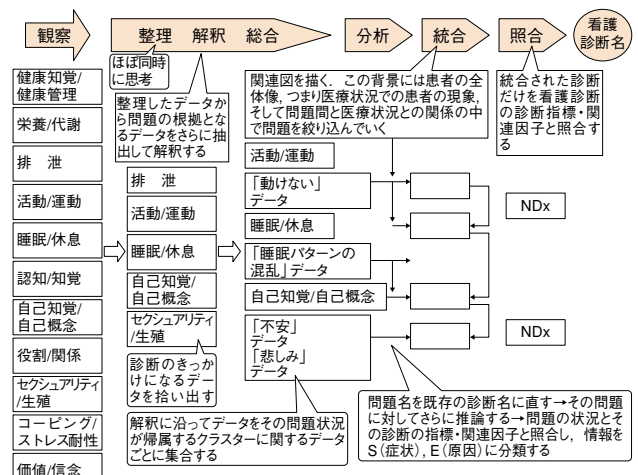 観察
整理 解釈 総合
分析
統合
照合
看護
診断名
ほぼ同時
に思考
整理したデータか
ら問題の根拠とな
るデータをさらに抽
出して解釈する
関連図を描く．この背景には患者の全
体像，つまり医療状況での患者の現象，
そして問題間と医療状況との関係の中
で問題を絞り込んでいく
統合された診断
だけを看護診断
の診断指標・関
連因子と照合す
る
健康知覚/
健康管理
栄養/代謝
排 泄
活動/運動
睡眠/休息
認知/知覚
自己知覚/
自己概念
役割/関係
セクシュアリティ
/生殖
コーピング/
ストレス耐性
価値/信念
排 泄
活動/運動
睡眠/休息
自己知覚/
自己概念
セクシュアリティ
/生殖
診断のきっか
けになるデー
タを拾い出す
活動/運動
「動けない」
データ
睡眠/休息
「睡眠パターンの
混乱」データ
自己知覚/自己概念
「不安」
データ
「悲しみ」
データ
NDx
NDx
解釈に沿ってデータをその問題状況
が帰属するクラスターに関するデータ
ごとに集合する
問題名を既存の診断名に直す→その問題
に対してさらに推論する→問題の状況とそ
の診断の指標・関連因子と照合し，情報を
S（症状），E（原因）に分類する